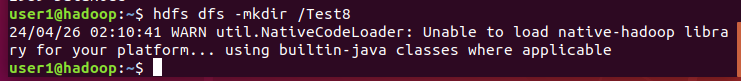 user1@hadoop:~$ hdfs dfs -mkdir /Test8
24/04/26 02:10:41 WARN util.NativeCodeLoader: Unable to load native-hadoop libra
ry for your platform... using builtin-java classes where applicable
user1@hadoop:~$